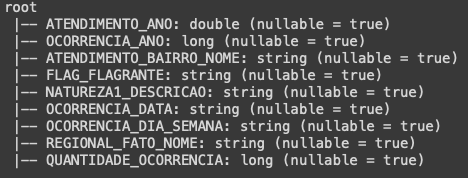 root
 |-- ATENDIMENTO_ANO: double (nullable = true)
 |-- OCORRENCIA_ANO: long (nullable = true)
 |-- ATENDIMENTO_BAIRRO_NOME: string (nullable = true)
 |-- FLAG_FLAGRANTE: string (nullable = true)
 |-- NATUREZA1_DESCRICAO: string (nullable = true)
 |-- OCORRENCIA_DATA: string (nullable = true)
 |-- OCORRENCIA_DIA_SEMANA: string (nullable = true)
 |-- REGIONAL_FATO_NOME: string (nullable = true)
 |-- QUANTIDADE_OCORRENCIA: long (nullable = true)